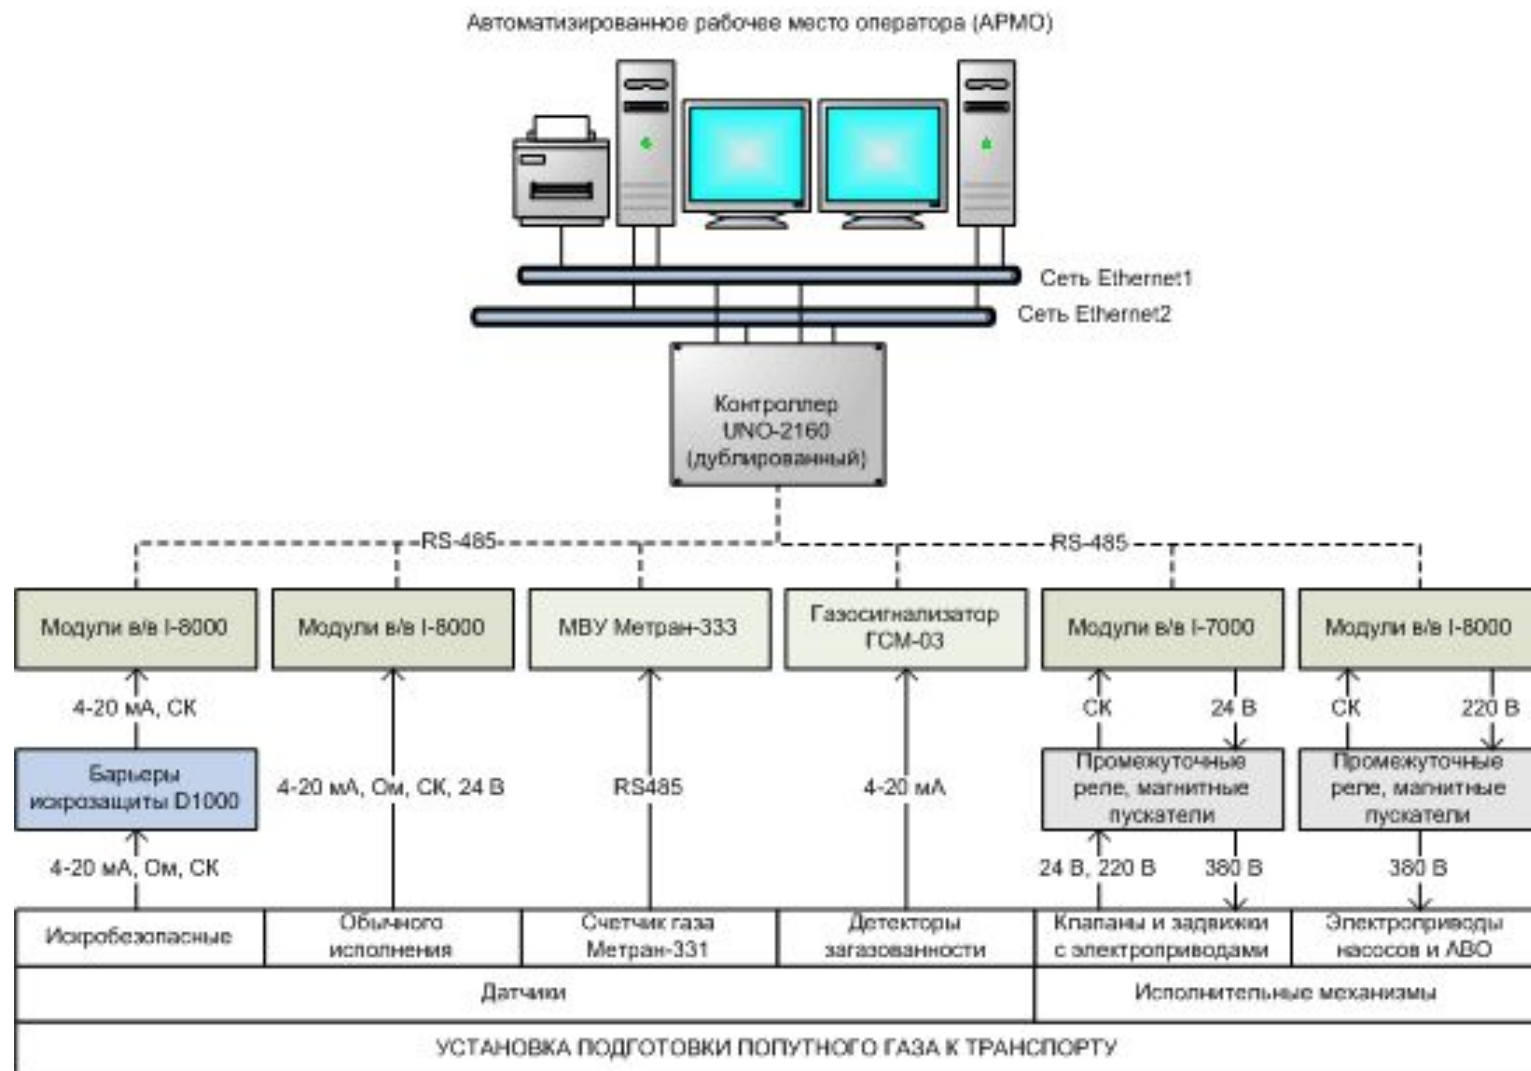 Автоматизированное рабочее место оператора (АРМО)
Сеть Ethernet1
Сеть Ethernet2
Контроллер
UNO-2160
(дублированный)
RS-485
RS-485
Модули в/в I-8000
Модули в/в I-8000
МВУ Метран-333
Газосигнализатор
ГСМ-03
Модули в/в I-7000
Модули в/в I-8000
4-20 мА, СК
СК
24 В
СК
220 В
Барьеры
искрозащиты D1000
4-20 мА, Ом, СК, 24 В
RS485
4-20 мА
Промежуточные
реле, магнитные
пускатели
Промежуточные
реле, магнитные
пускатели
4-20 мА, Ом, СК
24 В, 220 В
380 В
380 В
Искробезопасные
Обычного
исполнения
Счетчик газа
Метран-331
Детекторы
загазованности
Клапаны и задвижки
с электроприводами
Электроприводы
насосов и АВО
Датчики
Исполнительные механизмы
УСТАНОВКА ПОДГОТОВКИ ПОПУТНОГО ГАЗА К ТРАНСПОРТУ